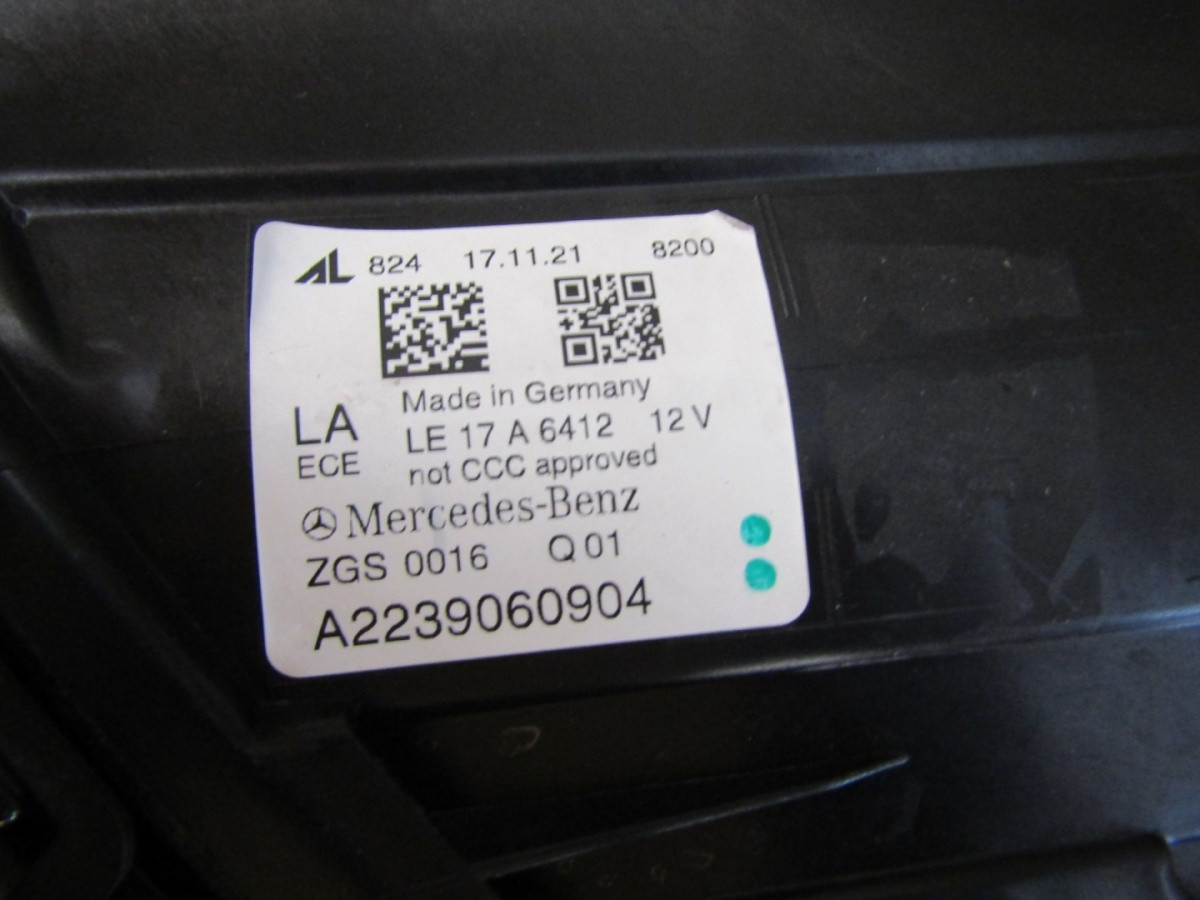 AL 824 17.11.21 8200
Made in Germany
LA LE 17 A 6412 12 V
ECE not CCC approved
Mercedes-Benz
ZGS 0016 Q 01
A2239060904